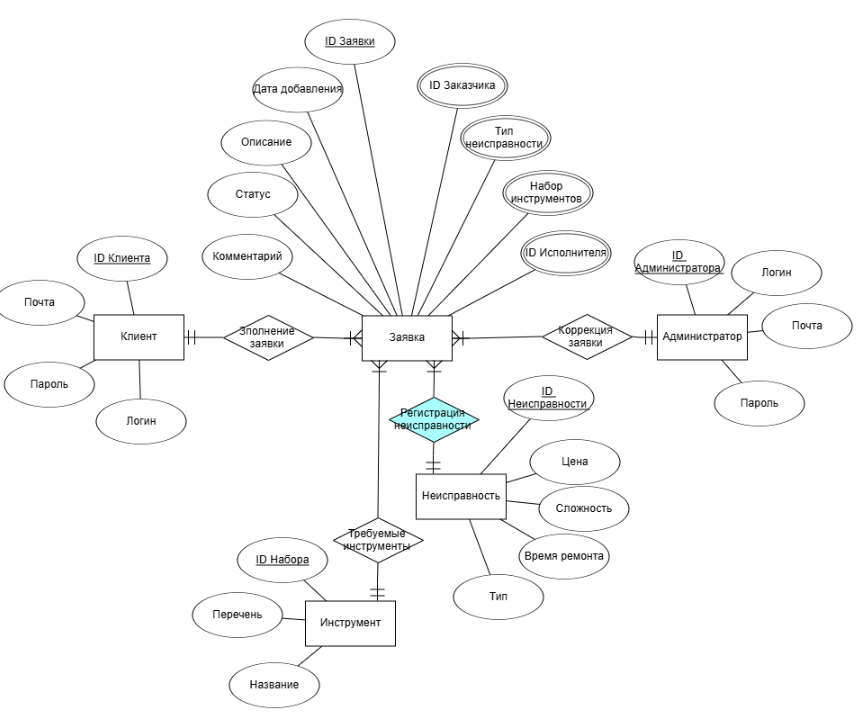 ID Заявки
Дата добавления
ID Заказчика
Описание
Тип
неисправности
Статус
Набор
инструментов
Комментарий
ID Исполнителя
ID Клиента
ID
Администратора
Логин
Почта
Почта
Клиент
Зполнение
заявки
Заявка
Коррекция
заявки
Администратор
Пароль
Логин
Пароль
Регистрация
неисправности
ID
Неисправности
Цена
Неисправность
Сложность
Требуемые
инструменты
Время ремонта
ID Набора
Тип
Перечень
Инструмент
Название